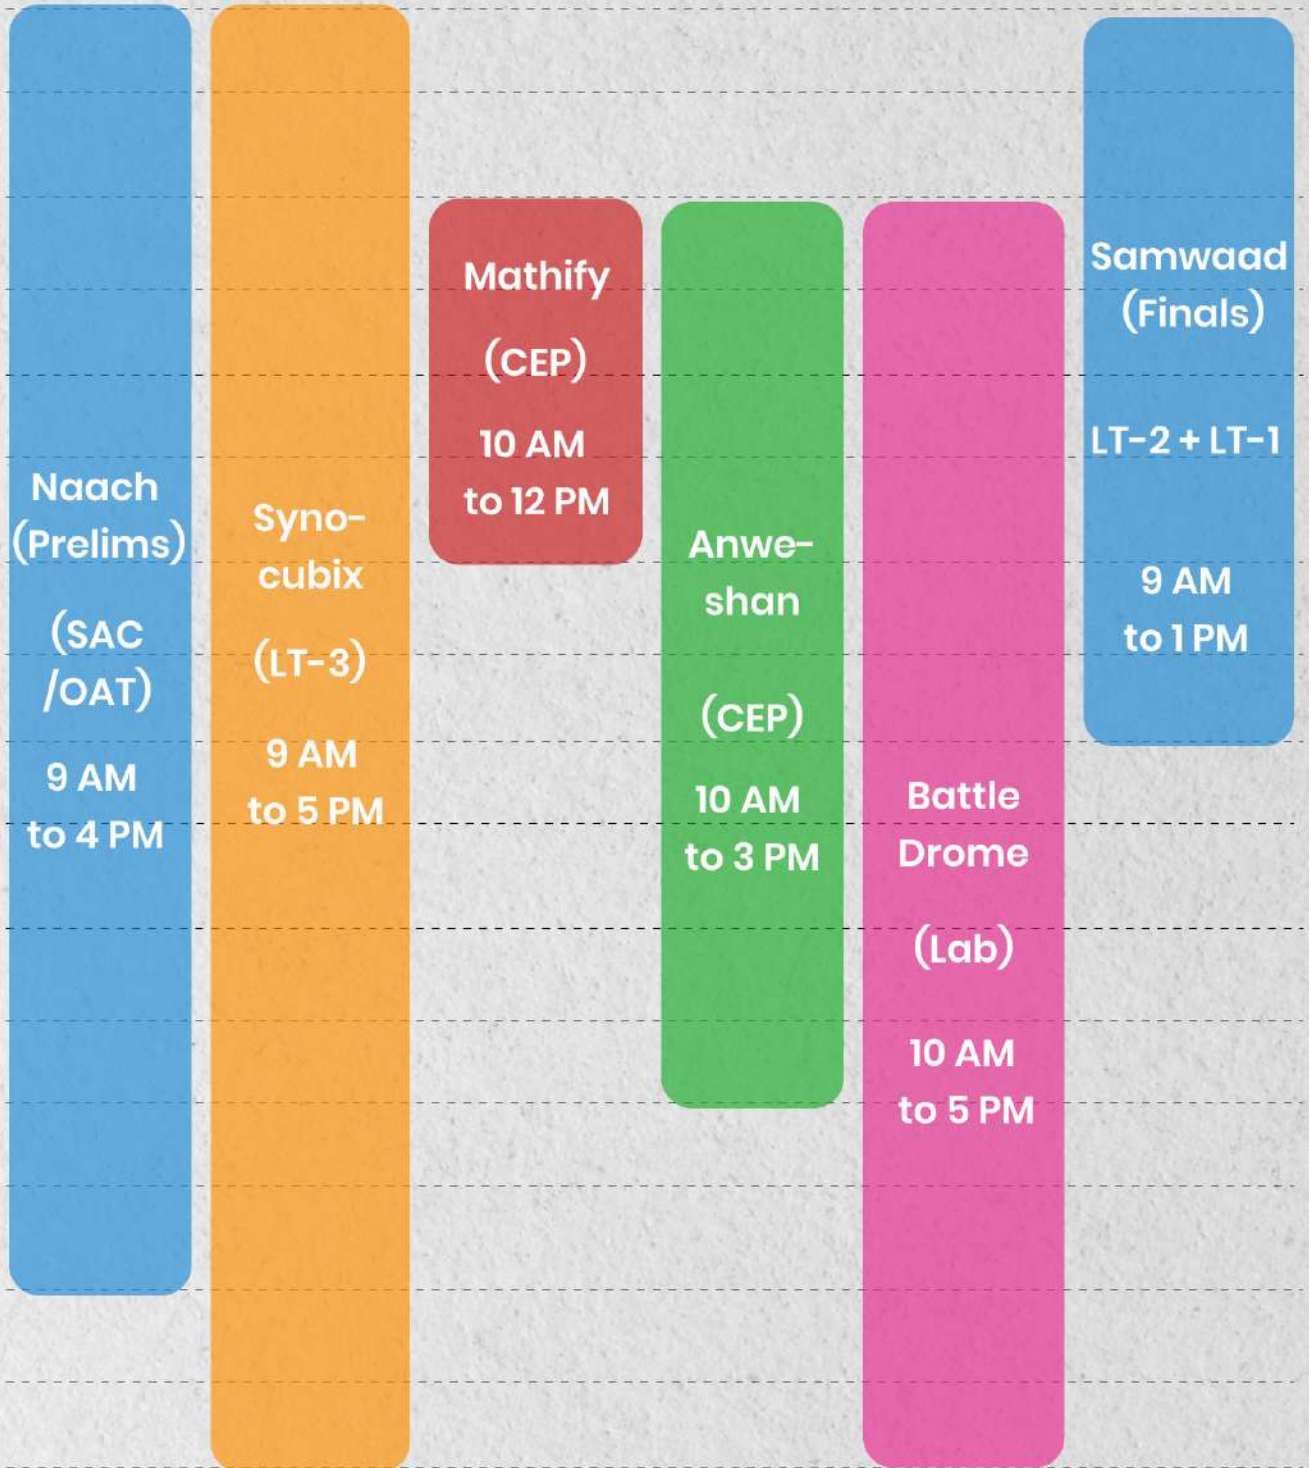 Naach
(Prelims)
(SAC
/OAT)
9 AM
to 4 PM
Syno-
cubix
(LT-3)
9 AM
to 5 PM
Mathify
(CEP)
10 AM
to 12 PM
Anwe-
shan
(CEP)
10 AM
to 3 PM
Battle
Drome
(Lab)
10 AM
to 5 PM
Samwaad
(Finals)
LT-2 + LT-1
9 AM
to 1 PM